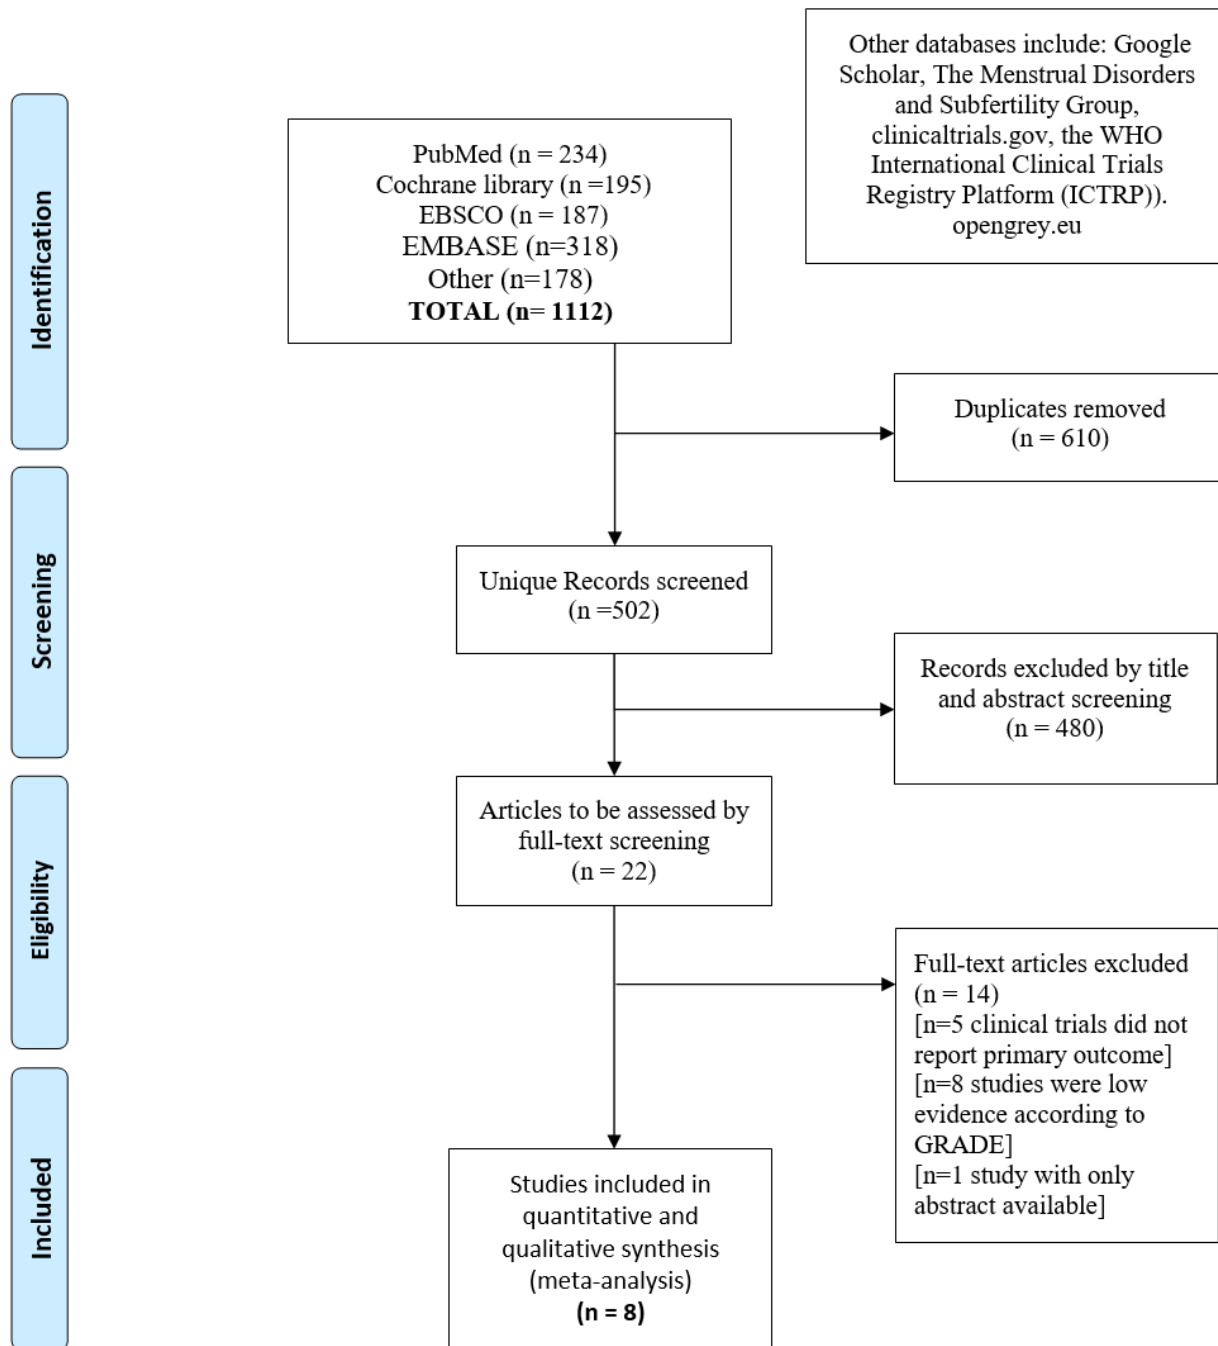 Other databases include: Google
Scholar, The Menstrual Disorders
and Subfertility Group,
clinicaltrials.gov, the WHO
International Clinical Trials
Registry Platform (ICTRP)).
opengrey.eu
Identification
PubMed (n = 234)
Cochrane library (n =195)
EBSCO (n = 187)
EMBASE (n=318)
Other (n=178)
TOTAL (n= 1112)
Duplicates removed
(n = 610)
Screening
Unique Records screened
(n =502)
Records excluded by title
and abstract screening
(n = 480)
Eligibility
Articles to be assessed by
full-text screening
(n = 22)
Full-text articles excluded
(n = 14)
[n=5 clinical trials did not
report primary outcome]
[n=8 studies were low
evidence according to
GRADE]
[n=1 study with only
abstract available]
Included
Studies included in
quantitative and
qualitative synthesis
(meta-analysis)
(n = 8)